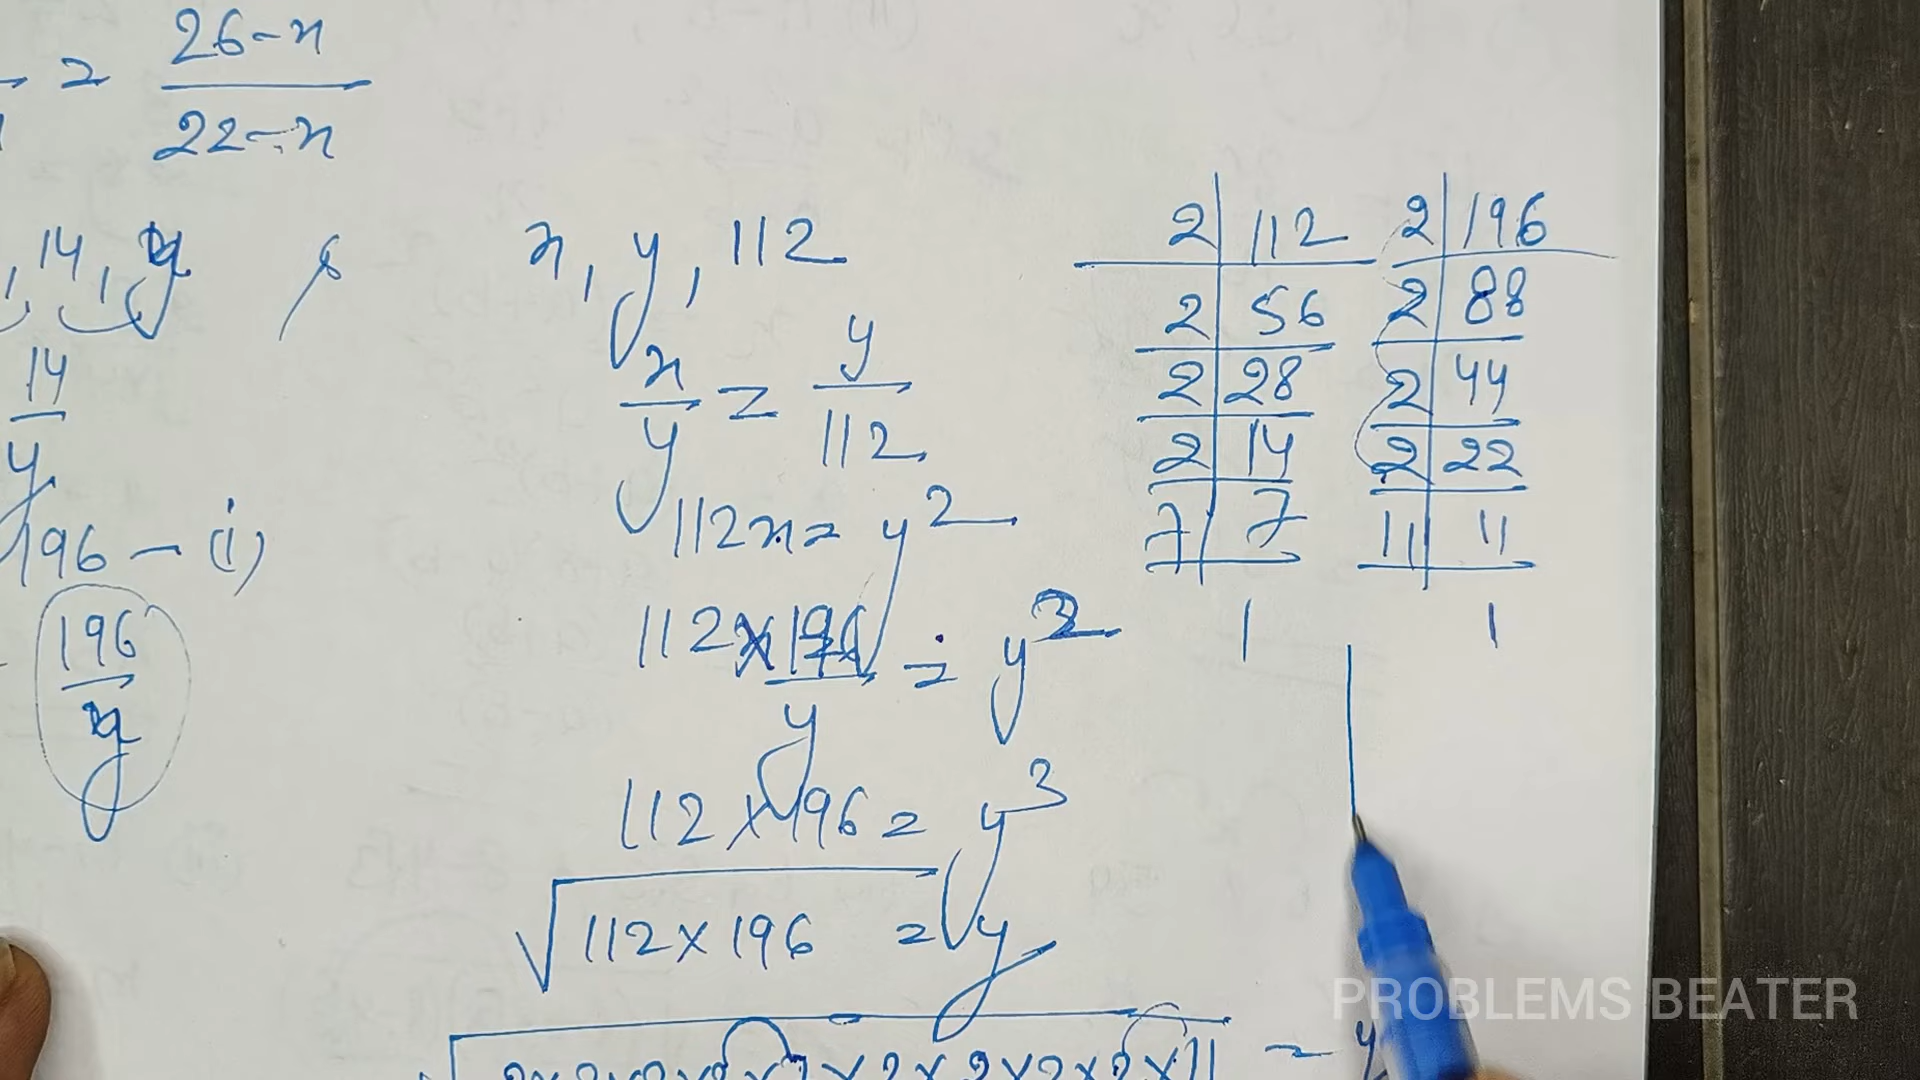 = 26-x
22-x
, 14, y
14
y
196 - (i)
196
y
x, y, 112
x/y = y/112
112x = y²
112 x 196/y = y²
112 x 196 = y³
√112x196 = y
= y
2 | 112
2 | 56
2 | 28
2 | 14
7 | 7
1
2 | 196
2 | 88
2 | 44
2 | 22
11 | 11
1
PROBLEMS BEATER